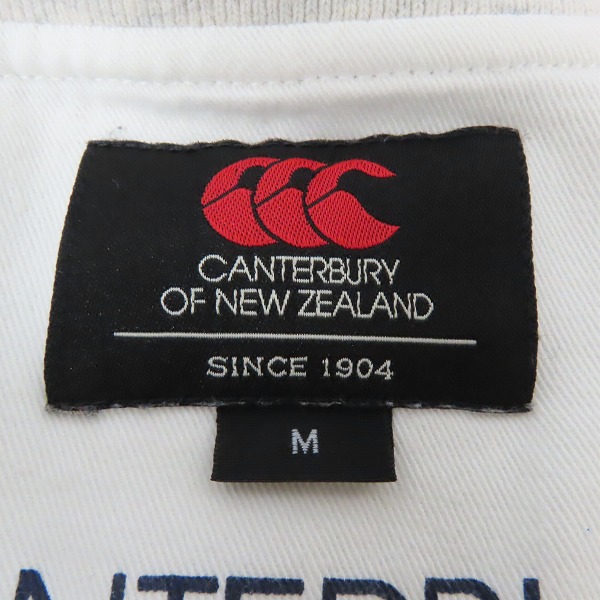 CANTERBURY
OF NEW ZEALAND
SINCE 1904
M